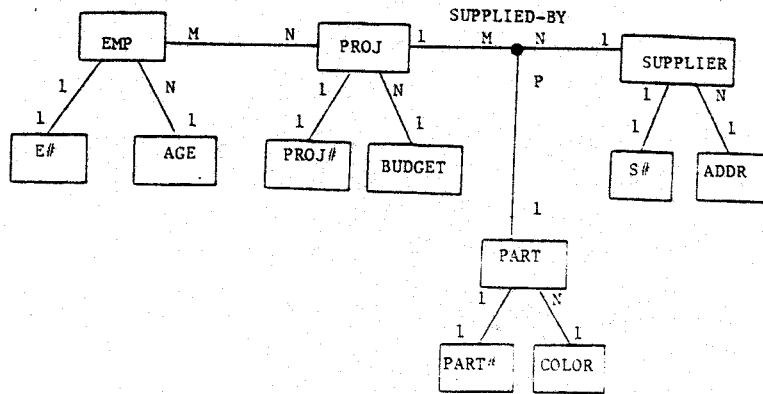 SUPPLIED-BY
EMP M N PROJ 1 M N 1 SUPPLIER
P
1 N 1 N 1 N
1 1 1 1 1 1
E# AGE PROJ# BUDGET S# ADDR
1
PART
1 N
1 1
PART# COLOR